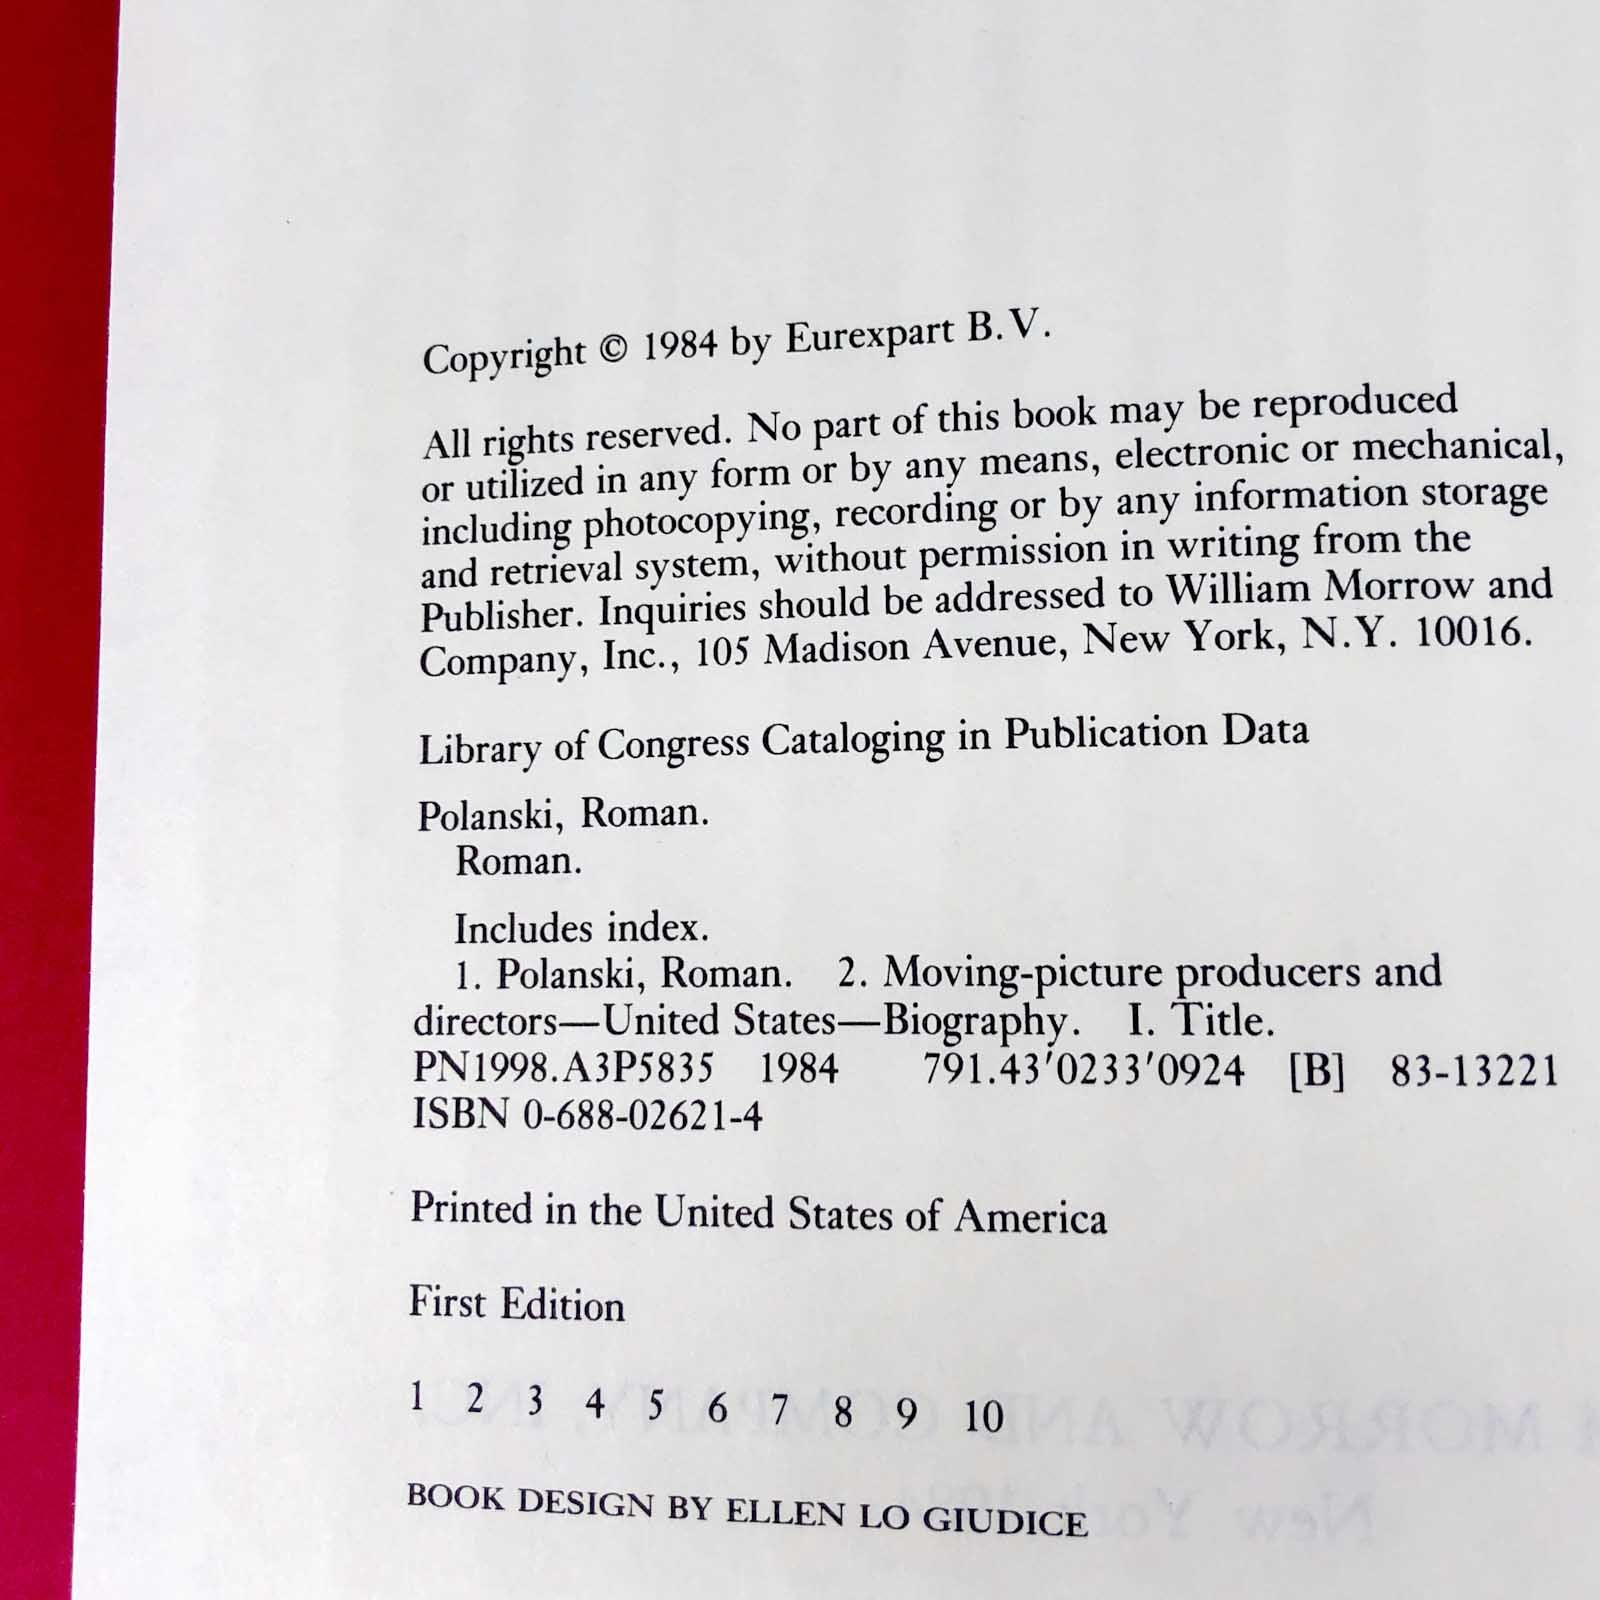 Copyright © 1984 by Eurexpart B.V.
All rights reserved. No part of this book may be reproduced
or utilized in any form or by any means, electronic or mechanical,
including photocopying, recording or by any information storage
and retrieval system, without permission in writing from the
Publisher. Inquiries should be addressed to William Morrow and
Company, Inc., 105 Madison Avenue, New York, N.Y. 10016.
Library of Congress Cataloging in Publication Data
Polanski, Roman.
Roman.
Includes index.
1. Polanski, Roman. 2. Moving-picture producers and
directors—United States—Biography. I. Title.
PN1998.A3P5835 1984 791.43'0233'0924 [B] 83-13221
ISBN 0-688-02621-4
Printed in the United States of America
First Edition
1 2 3 4 5 6 7 8 9 10
BOOK DESIGN BY ELLEN LO GIUDICE